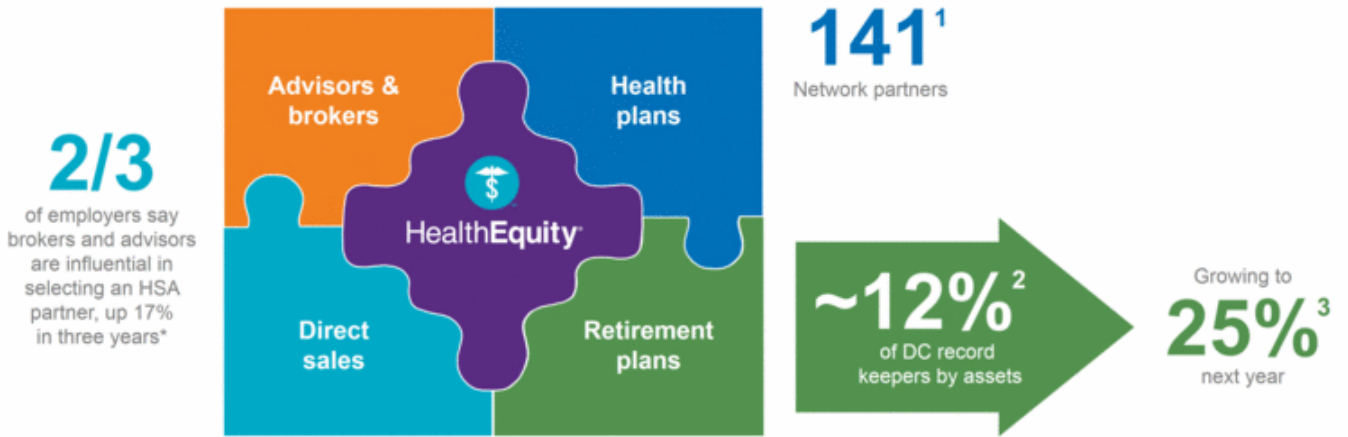 2/3
of employers say
brokers and advisors
are influential in
selecting an HSA
partner, up 17%
in three years*
Advisors &
brokers
Health
plans
HealthEquity
Direct
sales
Retirement
plans
141¹
Network partners
~12%²
of DC record
keepers by assets
Growing to
25%³
next year